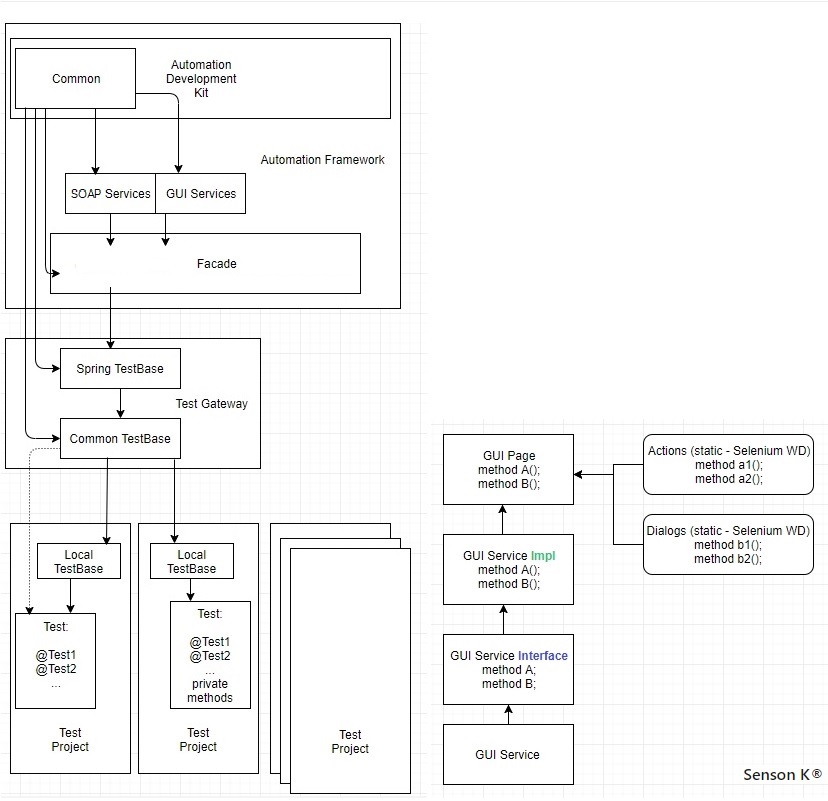 Common
Automation
Development
Kit
Automation Framework
SOAP Services
GUI Services
Facade
Spring TestBase
Test Gateway
Common TestBase
Local
TestBase
Test:
@Test1
@Test2
...
Test
Project
Local
TestBase
Test:
@Test1
@Test2
...
private
methods
Test
Project
Test
Project
GUI Page
method A();
method B();
Actions (static - Selenium WD)
method a1();
method a2();
Dialogs (static - Selenium WD)
method b1();
method b2();
GUI Service Impl
method A();
method B();
GUI Service Interface
method A;
method B;
GUI Service
Senson K®